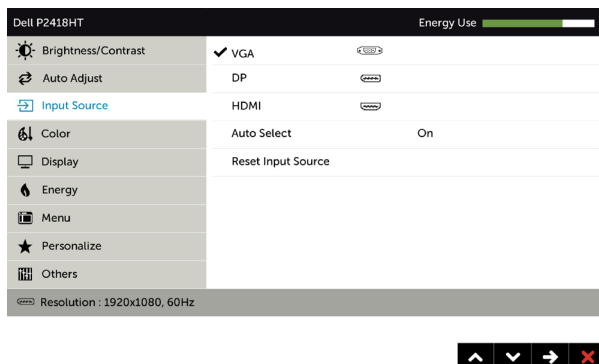 Dell P2418HT Energy Use
Brightness/Contrast VGA
Auto Adjust DP
Input Source HDMI
Color Auto Select On
Display Reset Input Source
Energy
Menu
Personalize
Others
Resolution : 1920x1080, 60Hz